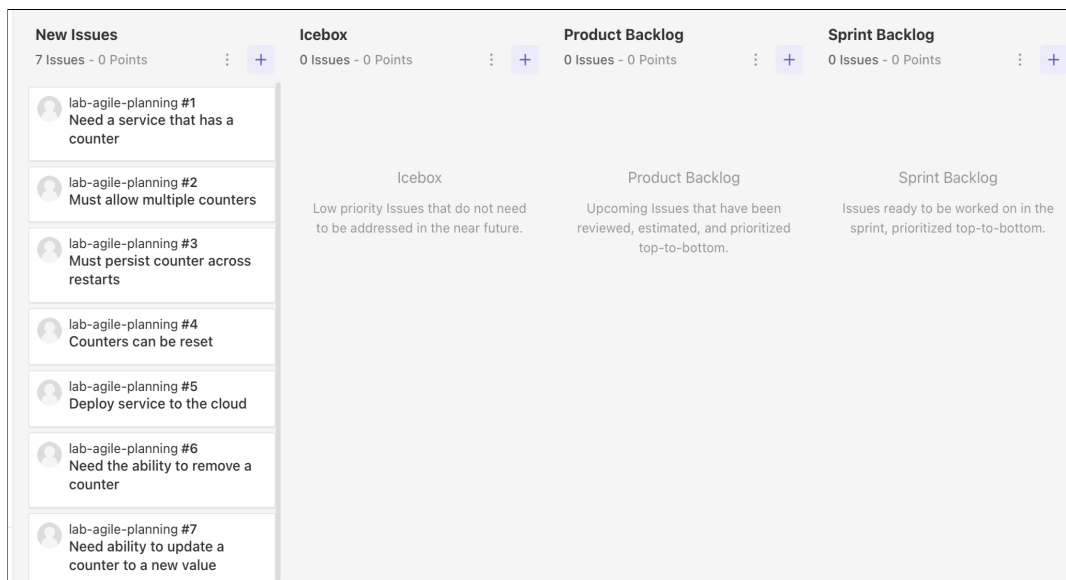 New Issues
7 Issues - 0 Points
lab-agile-planning #1
Need a service that has a
counter
lab-agile-planning #2
Must allow multiple counters
lab-agile-planning #3
Must persist counter across
restarts
lab-agile-planning #4
Counters can be reset
lab-agile-planning #5
Deploy service to the cloud
lab-agile-planning #6
Need the ability to remove a
counter
lab-agile-planning #7
Need ability to update a
counter to a new value
Icebox
0 Issues - 0 Points
Icebox
Low priority Issues that do not need
to be addressed in the near future.
Product Backlog
0 Issues - 0 Points
Product Backlog
Upcoming Issues that have been
reviewed, estimated, and prioritized
top-to-bottom.
Sprint Backlog
0 Issues - 0 Points
Sprint Backlog
Issues ready to be worked on in the
sprint, prioritized top-to-bottom.